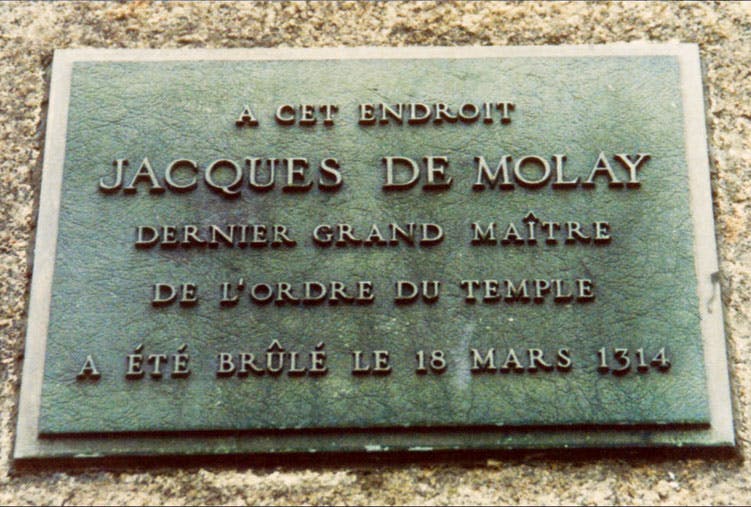 A CET ENDROIT
JACQUES DE MOLAY
DERNIER GRAND MAÎTRE
DE L'ORDRE DU TEMPLE
A ÉTÉ BRÛLÉ LE 18 MARS 1314